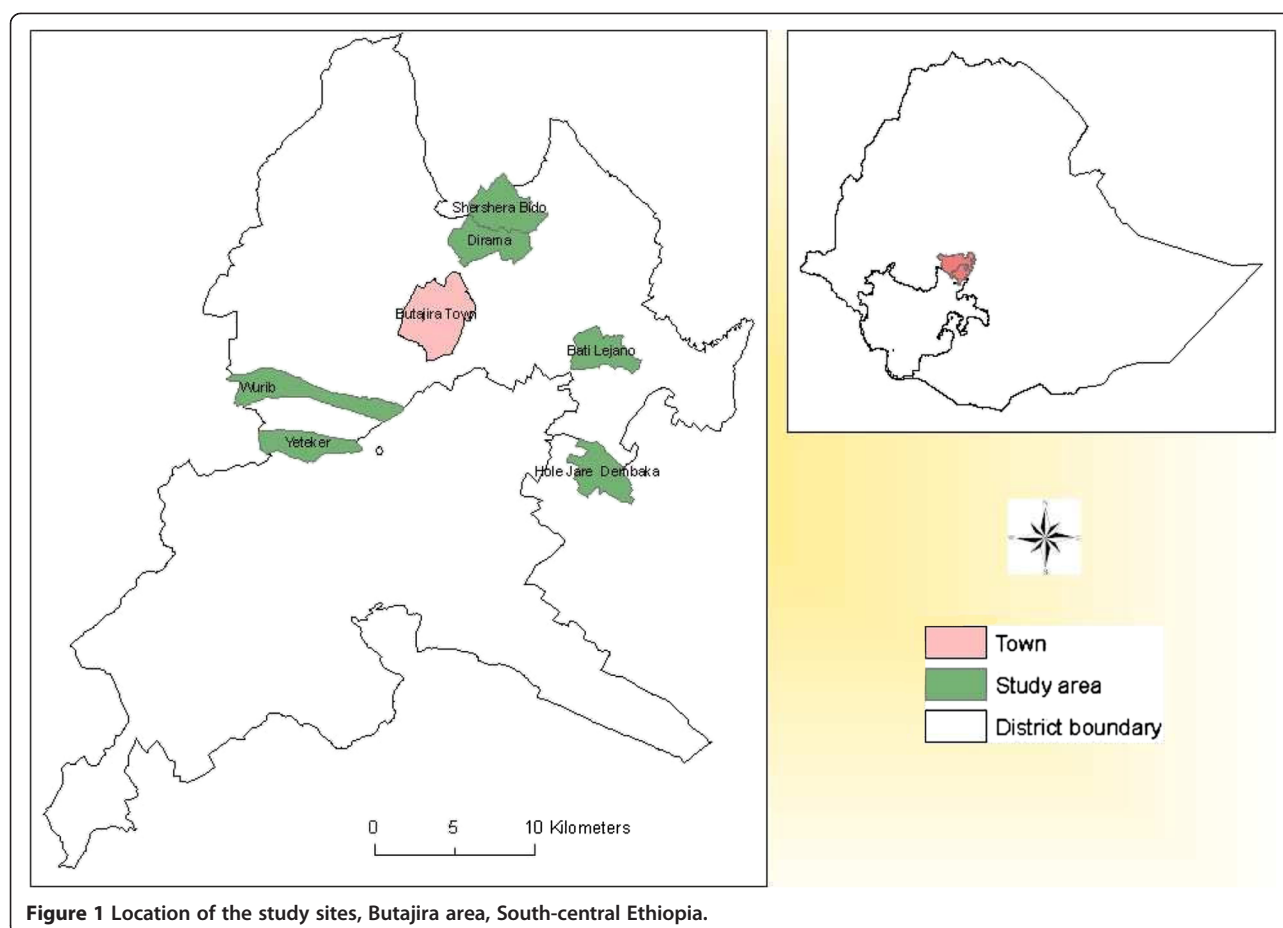 Shershera Bido
Dirama
Butajira Town
Bati Lejano
Wurib
Yeteker
Hole Jare Dembaka
0 5 10 Kilometers
Town
Study area
District boundary
Figure 1 Location of the study sites, Butajira area, South-central Ethiopia.